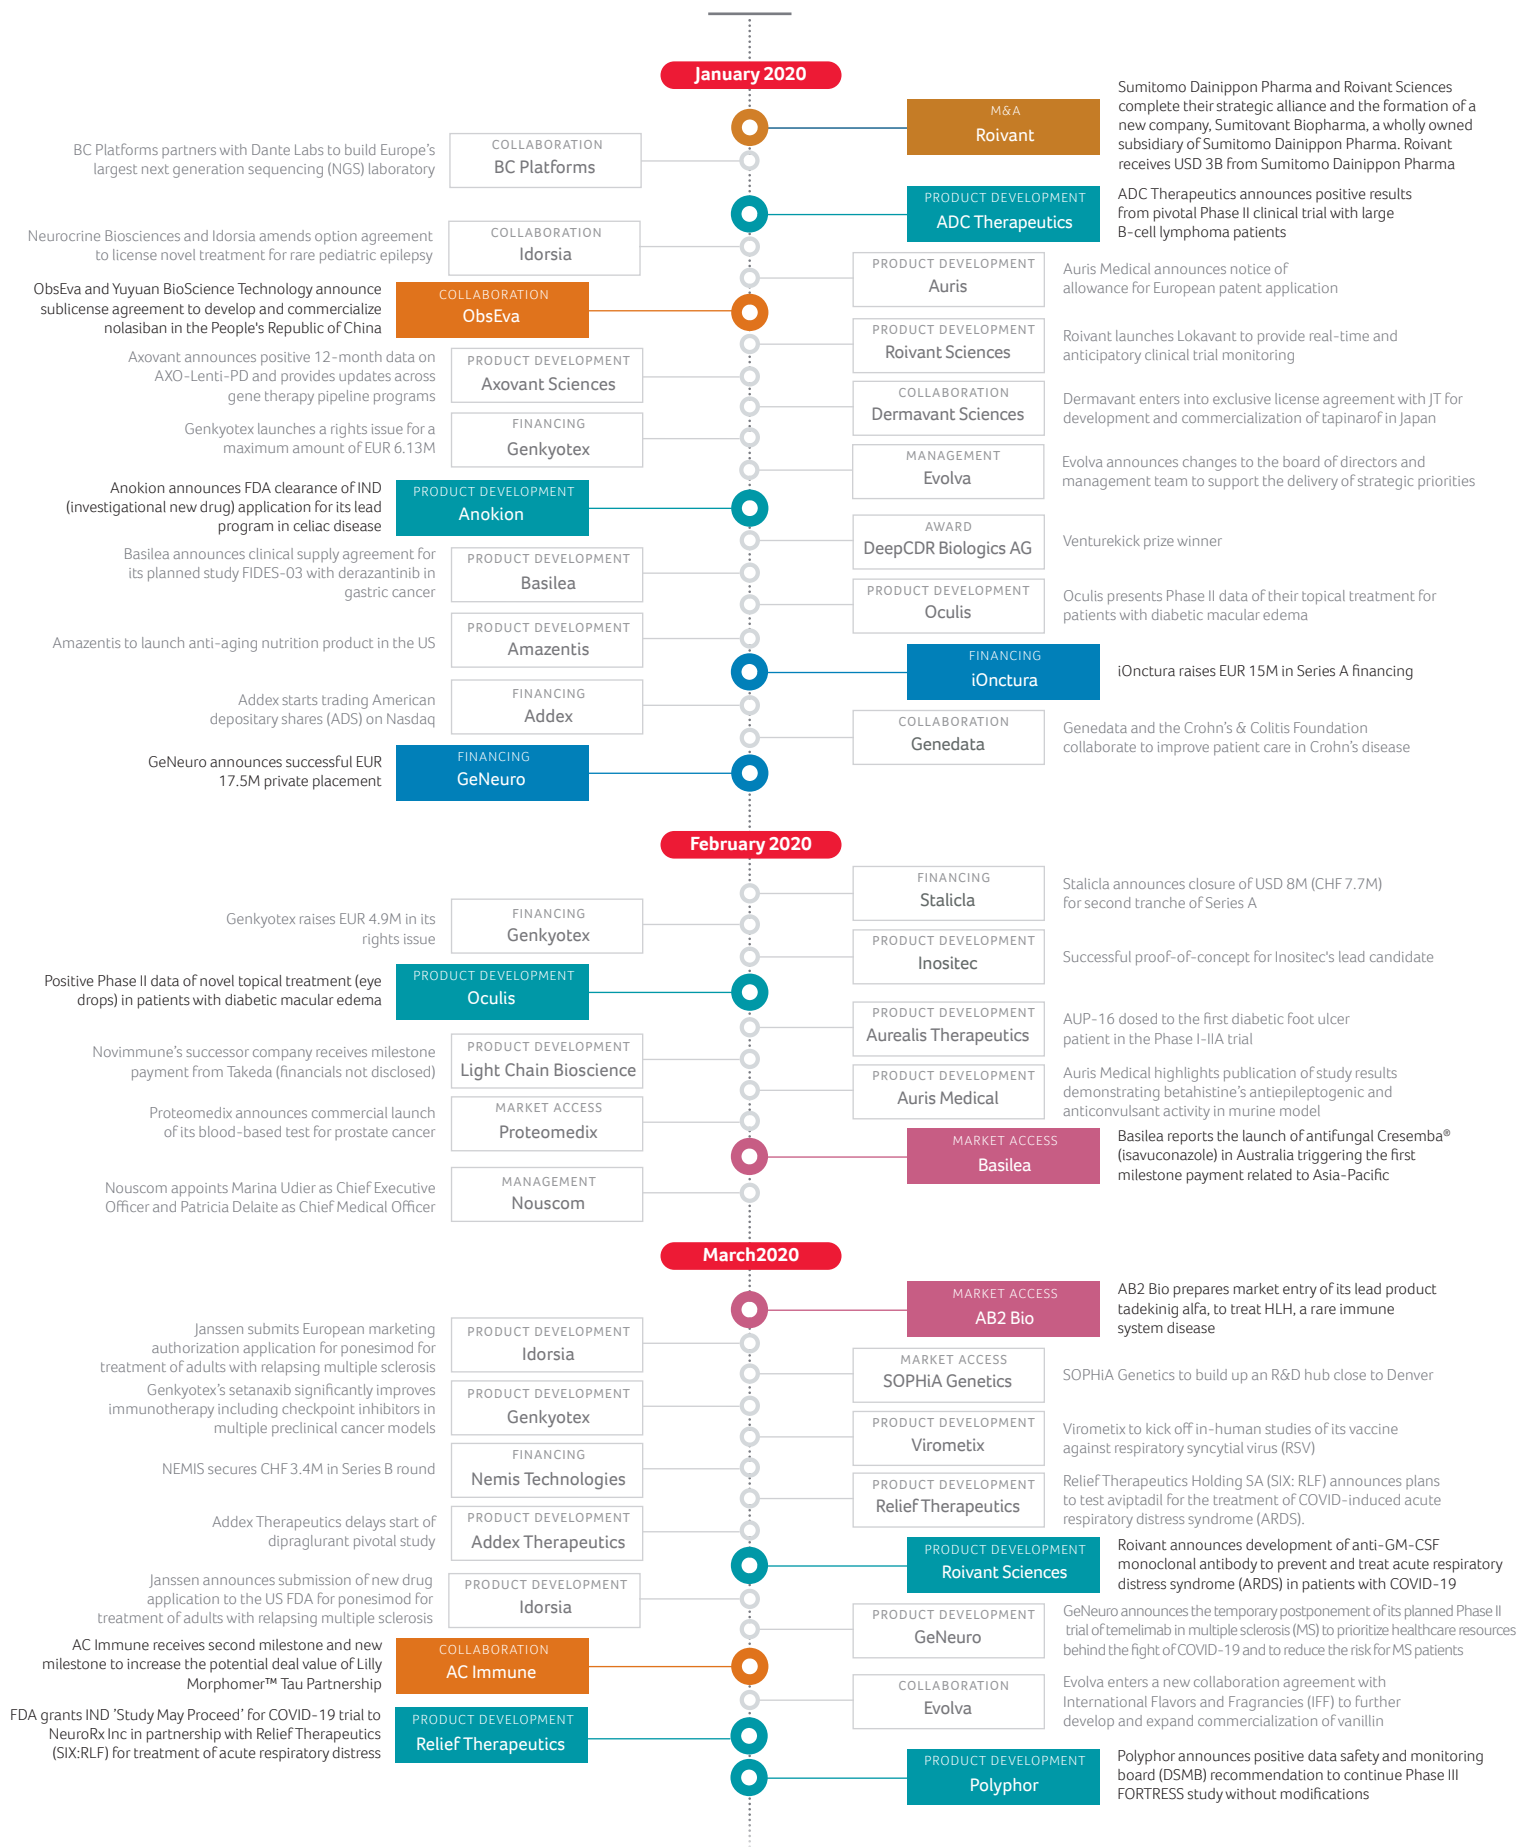 January 2020
M&A
Roivant
Sumitomo Dainippon Pharma and Roivant Sciences
complete their strategic alliance and the formation of a
new company, Sumitovant Biopharma, a wholly owned
subsidiary of Sumitomo Dainippon Pharma. Roivant
receives USD 3B from Sumitomo Dainippon Pharma
BC Platforms partners with Dante Labs to build Europe's
largest next generation sequencing (NGS) laboratory
COLLABORATION
BC Platforms
PRODUCT DEVELOPMENT
ADC Therapeutics
ADC Therapeutics announces positive results
from pivotal Phase II clinical trial with large
B-cell lymphoma patients
Neurocrine Biosciences and Idorsia amends option agreement
to license novel treatment for rare pediatric epilepsy
COLLABORATION
Idorsia
PRODUCT DEVELOPMENT
Auris
Auris Medical announces notice of
allowance for European patent application
ObsEva and Yuyuan BioScience Technology announce
sublicense agreement to develop and commercialize
nolasiban in the People's Republic of China
COLLABORATION
ObsEva
PRODUCT DEVELOPMENT
Roivant Sciences
Roivant launches Lokavant to provide real-time and
anticipatory clinical trial monitoring
Axovant announces positive 12-month data on
AXO-Lenti-PD and provides updates across
gene therapy pipeline programs
PRODUCT DEVELOPMENT
Axovant Sciences
COLLABORATION
Dermavant Sciences
Dermavant enters into exclusive license agreement with JT for
development and commercialization of tapinarof in Japan
Genkyotex launches a rights issue for a
maximum amount of EUR 6.13M
FINANCING
Genkyotex
MANAGEMENT
Evolva
Evolva announces changes to the board of directors and
management team to support the delivery of strategic priorities
Anokion announces FDA clearance of IND
(investigational new drug) application for its lead
program in celiac disease
PRODUCT DEVELOPMENT
Anokion
AWARD
DeepCDR Biologics AG
Venturekick prize winner
Basilea announces clinical supply agreement for
its planned study FIDES-03 with derazantinib in
gastric cancer
PRODUCT DEVELOPMENT
Basilea
PRODUCT DEVELOPMENT
Oculis
Oculis presents Phase II data of their topical treatment for
patients with diabetic macular edema
Amazentis to launch anti-aging nutrition product in the US
PRODUCT DEVELOPMENT
Amazentis
FINANCING
iOnctura
iOnctura raises EUR 15M in Series A financing
Addex starts trading American
depositary shares (ADS) on Nasdaq
FINANCING
Addex
COLLABORATION
Genedata
Genedata and the Crohn's & Colitis Foundation
collaborate to improve patient care in Crohn's disease
GeNeuro announces successful EUR
17.5M private placement
FINANCING
GeNeuro
February 2020
FINANCING
Stalicla
Stalicla announces closure of USD 8M (CHF 7.7M)
for second tranche of Series A
Genkyotex raises EUR 4.9M in its
rights issue
FINANCING
Genkyotex
PRODUCT DEVELOPMENT
Inositec
Successful proof-of-concept for Inositec's lead candidate
Positive Phase II data of novel topical treatment (eye
drops) in patients with diabetic macular edema
PRODUCT DEVELOPMENT
Oculis
PRODUCT DEVELOPMENT
Aurealis Therapeutics
AUP-16 dosed to the first diabetic foot ulcer
patient in the Phase I-IIA trial
Novimmune's successor company receives milestone
payment from Takeda (financials not disclosed)
PRODUCT DEVELOPMENT
Light Chain Bioscience
PRODUCT DEVELOPMENT
Auris Medical
Auris Medical highlights publication of study results
demonstrating betahistine's antiepileptogenic and
anticonvulsant activity in murine model
Proteomedix announces commercial launch
of its blood-based test for prostate cancer
MARKET ACCESS
Proteomedix
MARKET ACCESS
Basilea
Basilea reports the launch of antifungal Cresemba®
(isavuconazole) in Australia triggering the first
milestone payment related to Asia-Pacific
Nouscom appoints Marina Udier as Chief Executive
Officer and Patricia Delaite as Chief Medical Officer
MANAGEMENT
Nouscom
March2020
MARKET ACCESS
AB2 Bio
AB2 Bio prepares market entry of its lead product
tadekinig alfa, to treat HLH, a rare immune
system disease
Janssen submits European marketing
authorization application for ponesimod for
treatment of adults with relapsing multiple sclerosis
PRODUCT DEVELOPMENT
Idorsia
MARKET ACCESS
SOPHiA Genetics
SOPHiA Genetics to build up an R&D hub close to Denver
Genkyotex's setanaxib significantly improves
immunotherapy including checkpoint inhibitors in
multiple preclinical cancer models
PRODUCT DEVELOPMENT
Genkyotex
PRODUCT DEVELOPMENT
Virometix
Virometix to kick off in-human studies of its vaccine
against respiratory syncytial virus (RSV)
NEMIS secures CHF 3.4M in Series B round
FINANCING
Nemis Technologies
PRODUCT DEVELOPMENT
Relief Therapeutics
Relief Therapeutics Holding SA (SIX: RLF) announces plans
to test aviptadil for the treatment of COVID-induced acute
respiratory distress syndrome (ARDS).
Addex Therapeutics delays start of
dipraglurant pivotal study
PRODUCT DEVELOPMENT
Addex Therapeutics
PRODUCT DEVELOPMENT
Roivant Sciences
Roivant announces development of anti-GM-CSF
monoclonal antibody to prevent and treat acute respiratory
distress syndrome (ARDS) in patients with COVID-19
Janssen announces submission of new drug
application to the US FDA for ponesimod for
treatment of adults with relapsing multiple sclerosis
PRODUCT DEVELOPMENT
Idorsia
PRODUCT DEVELOPMENT
GeNeuro
GeNeuro announces the temporary postponement of its planned Phase II
trial of temelimab in multiple sclerosis (MS) to prioritize healthcare resources
behind the fight of COVID-19 and to reduce the risk for MS patients
AC Immune receives second milestone and new
milestone to increase the potential deal value of Lilly
Morphomer™ Tau Partnership
COLLABORATION
AC Immune
COLLABORATION
Evolva
Evolva enters a new collaboration agreement with
International Flavors and Fragrancies (IFF) to further
develop and expand commercialization of vanillin
FDA grants IND 'Study May Proceed' for COVID-19 trial to
NeuroRx Inc in partnership with Relief Therapeutics
(SIX:RLF) for treatment of acute respiratory distress
PRODUCT DEVELOPMENT
Relief Therapeutics
PRODUCT DEVELOPMENT
Polyphor
Polyphor announces positive data safety and monitoring
board (DSMB) recommendation to continue Phase III
FORTRESS study without modifications